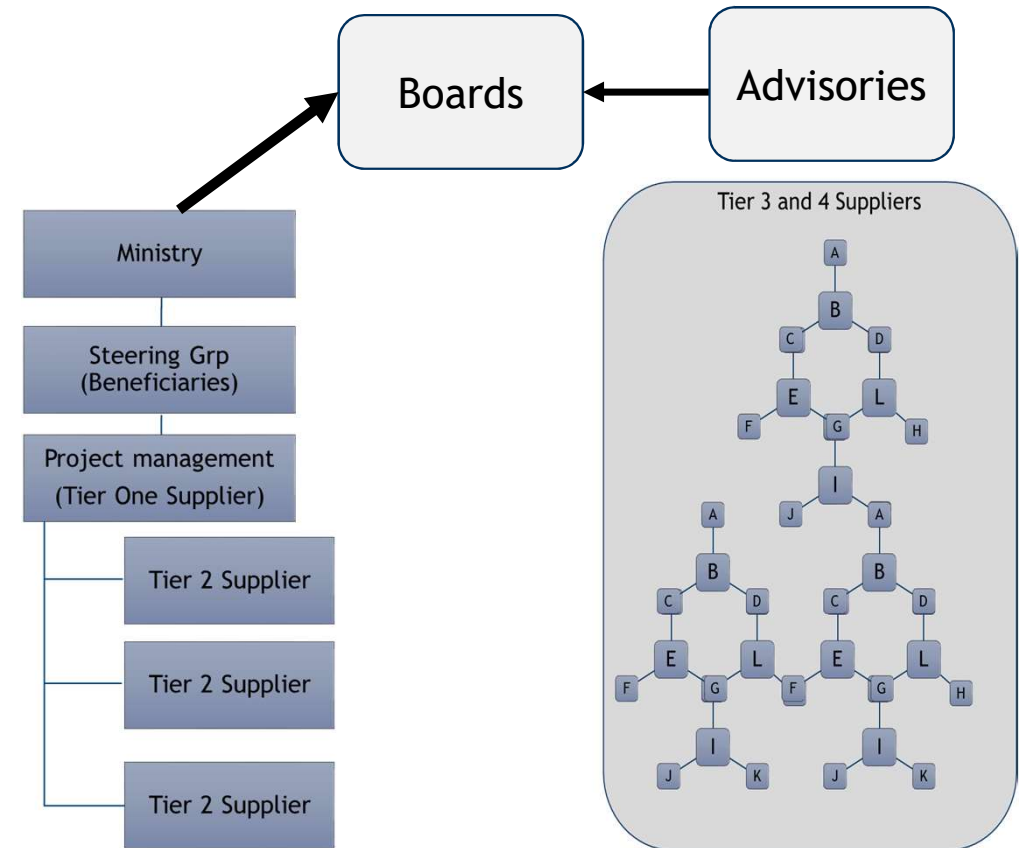 Boards
Advisories
Ministry
Steering Grp
(Beneficiaries)
Project management
(Tier One Supplier)
Tier 2 Supplier
Tier 2 Supplier
Tier 2 Supplier
Tier 3 and 4 Suppliers
A
B
C D
E L
F G H
I
J A
A
B B
C D C D
E L E L
F G F G H
I I
J K J K